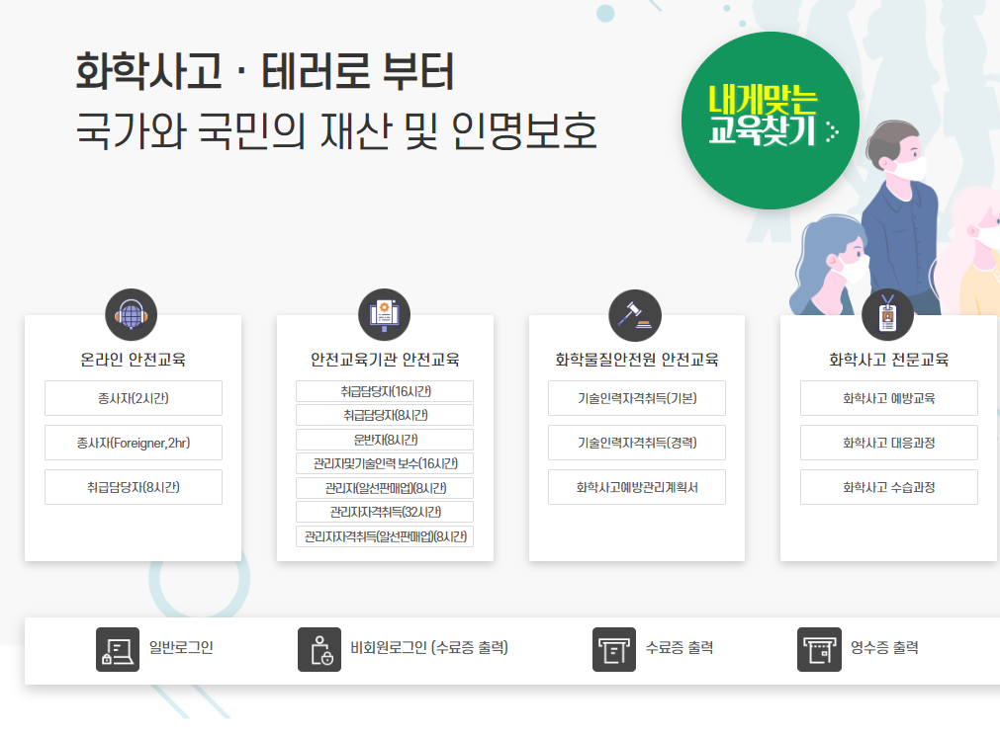 화학사고 · 테러로 부터
국가와 국민의 재산 및 인명보호
내게맞는
교육찾기
온라인 안전교육
종사자(2시간)
종사자(Foreigner,2hr)
취급담당자(8시간)
안전교육기관 안전교육
취급담당자(16시간)
취급담당자(8시간)
운반자(8시간)
관리자및기술인력 보수(16시간)
관리자(알선판매업)(8시간)
관리자자격취득(32시간)
관리자자격취득(알선판매업)(8시간)
화학물질안전원 안전교육
기술인력자격취득(기본)
기술인력자격취득(경력)
화학사고예방관리계획서
화학사고 전문교육
화학사고 예방교육
화학사고 대응과정
화학사고 수습과정
일반로그인
비회원로그인 (수료증 출력)
수료증 출력
영수증 출력